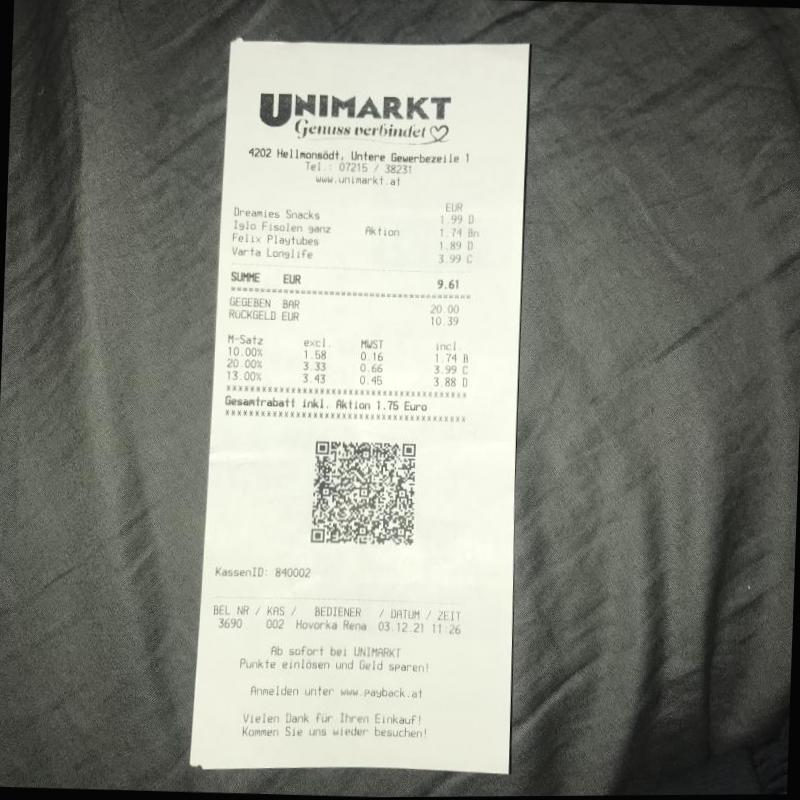 UNIMARKT
Genuss verbindet
4202 Hellmonsödt, Untere Gewerbezeile 1
Tel.: 07215 / 38231
www.unimarkt.at
EUR
Dreamies Snacks 1.99 D
Iglo Fisolen ganz Aktion 1.74 Bn
Felix Playtubes 1.89 D
Varta Longlife 3.99 C
SUMME EUR 9.61
GEGEBEN BAR 20.00
RÜCKGELD EUR 10.39
M-Satz excl. MWST incl.
10.00% 1.58 0.16 1.74 B
20.00% 3.33 0.66 3.99 C
13.00% 3.43 0.45 3.88 D
Gesamtrabatt inkl. Aktion 1.75 Euro
KassenID: 840002
BEL NR / KAS / BEDIENER / DATUM / ZEIT
3690 002 Hovorka Rena 03.12.21 11:26
Ab sofort bei UNIMARKT
Punkte einlösen und Geld sparen!
Anmelden unter www.payback.at
Vielen Dank für Ihren Einkauf!
Kommen Sie uns wieder besuchen!